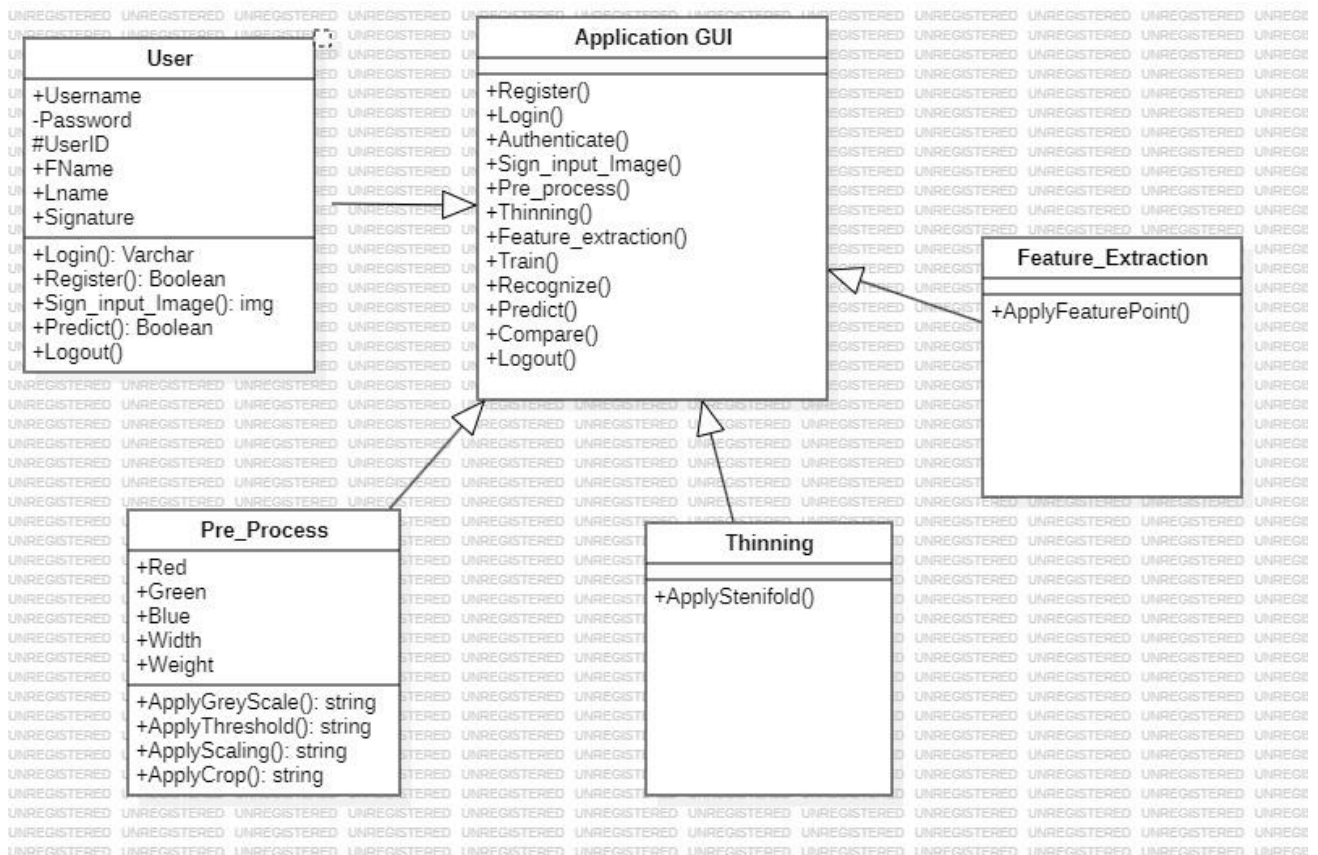 User
+Username
-Password
#UserID
+FName
+Lname
+Signature
+Login(): Varchar
+Register(): Boolean
+Sign_input_Image(): img
+Predict(): Boolean
+Logout()
Application GUI
+Register()
+Login()
+Authenticate()
+Sign_input_Image()
+Pre_process()
+Thinning()
+Feature_extraction()
+Train()
+Recognize()
+Predict()
+Compare()
+Logout()
Feature_Extraction
+ApplyFeaturePoint()
Pre_Process
+Red
+Green
+Blue
+Width
+Weight
+ApplyGreyScale(): string
+ApplyThreshold(): string
+ApplyScaling(): string
+ApplyCrop(): string
Thinning
+ApplyStenifold()
UNREGISTERED